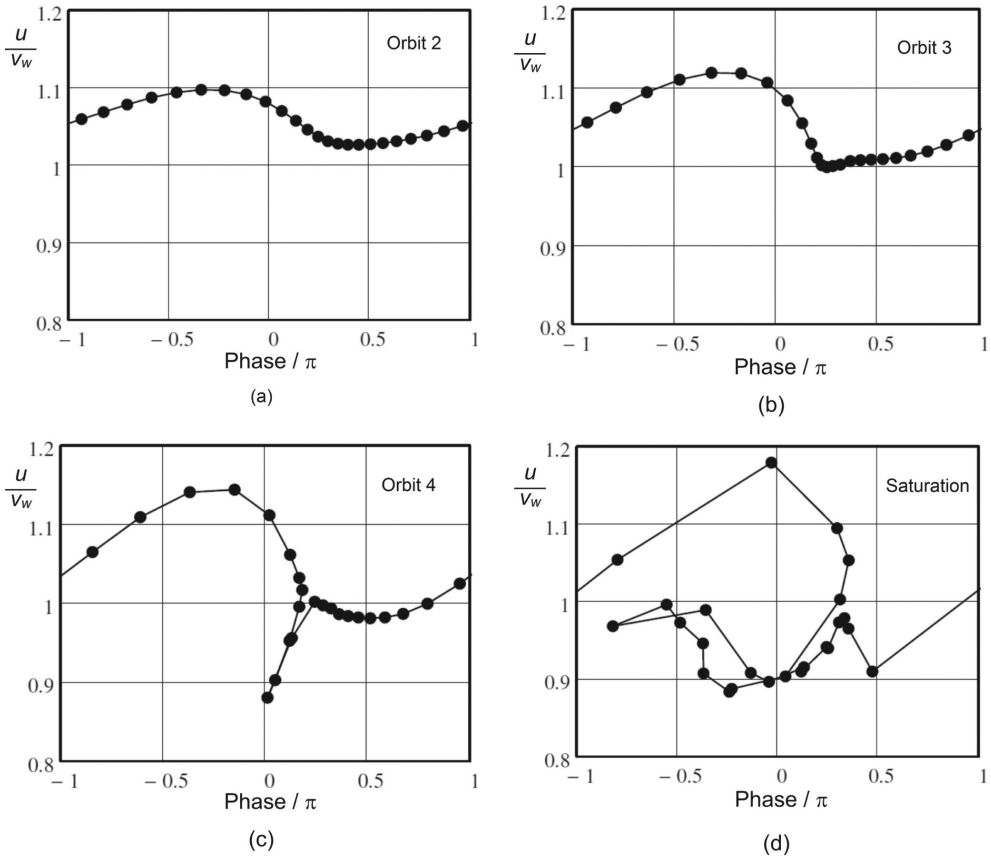 1.2
u
v_w
Orbit 2
1.1
1
0.9
0.8
– 1
– 0.5
0
0.5
1
Phase / π
(a)
1.2
u
v_w
Orbit 3
1.1
1
0.9
0.8
– 1
– 0.5
0
0.5
1
Phase / π
(b)
1.2
u
v_w
Orbit 4
1.1
1
0.9
0.8
– 1
– 0.5
0
0.5
1
Phase / π
(c)
1.2
u
v_w
Saturation
1.1
1
0.9
0.8
– 1
– 0.5
0
0.5
1
Phase / π
(d)